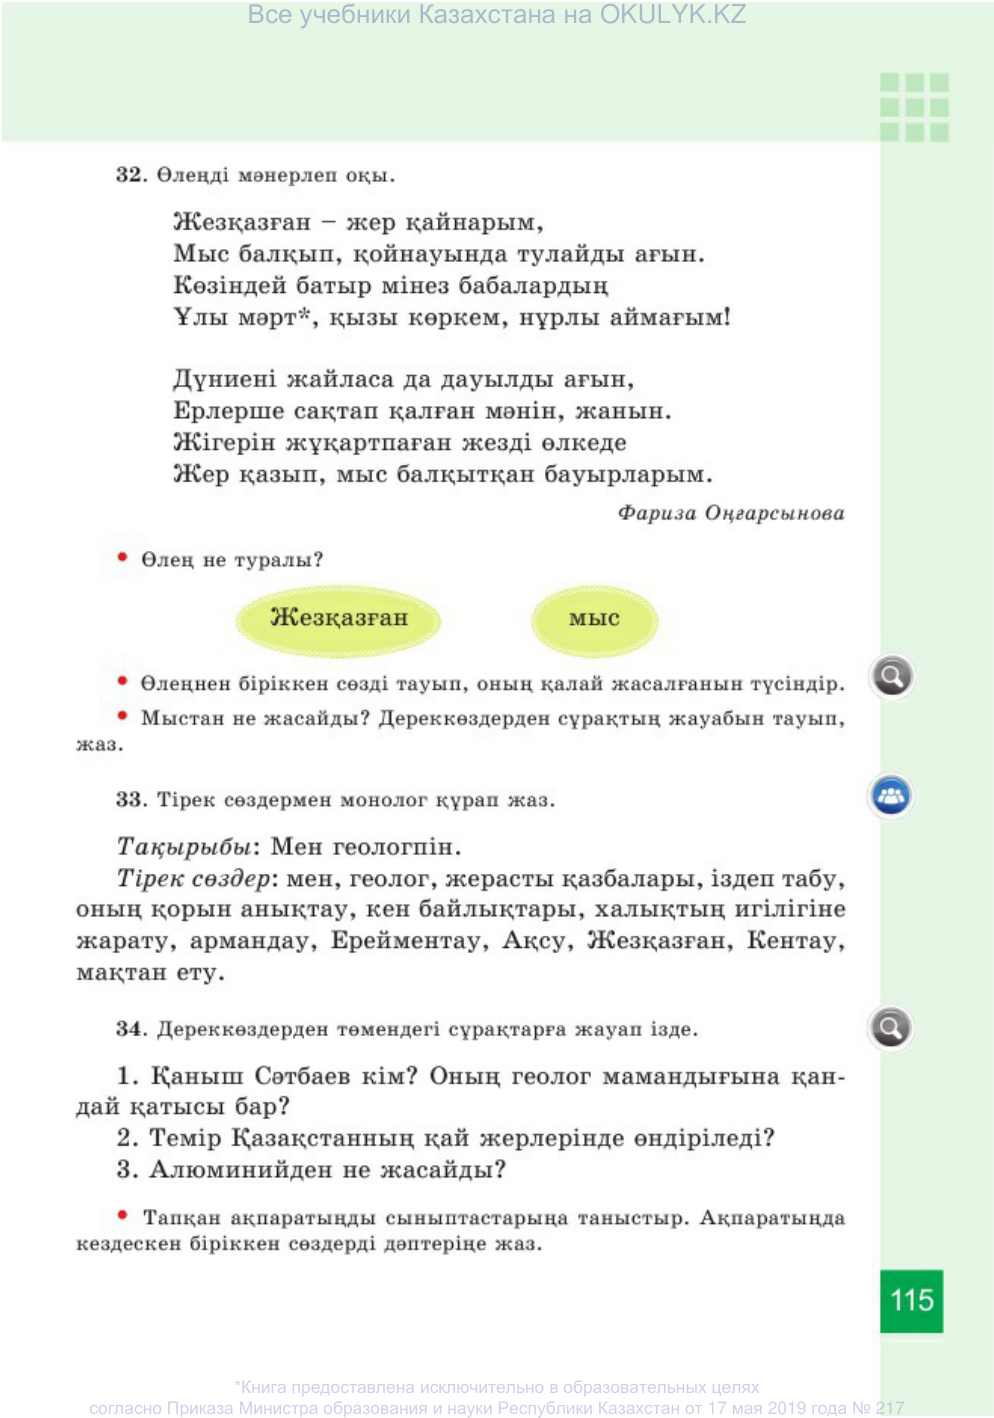 Все учебники Казахстана на OKULYK.KZ
32. Өлеңді мәнерлеп оқы.
Жезқазған – жер қайнарым,
Мыс балқып, қойнауында тулайды ағын.
Көзіндей батыр мінез бабалардың
Ұлы мәрт*, қызы көркем, нұрлы аймағым!
Дүниені жайласа да дауылды ағын,
Ерлерше сақтап қалған мәнін, жанын.
Жігерін жұқартпаған жезді өлкеде
Жер қазып, мыс балқытқан бауырларым.
Фариза Оңғарсынова
• Өлең не туралы?
Жезқазған мыс
• Өлеңнен біріккен сөзді тауып, оның қалай жасалғанын түсіндір.
• Мыстан не жасайды? Дереккөздерден сұрақтың жауабын тауып,
жаз.
33. Тірек сөздермен монолог құрап жаз.
Тақырыбы: Мен геологпін.
Тірек сөздер: мен, геолог, жерасты қазбалары, іздеп табу,
оның қорын анықтау, кен байлықтары, халықтың игілігіне
жарату, армандау, Ерейментау, Ақсу, Жезқазған, Кентау,
мақтан ету.
34. Дереккөздерден төмендегі сұрақтарға жауап ізде.
1. Қаныш Сәтбаев кім? Оның геолог мамандығына қан-
дай қатысы бар?
2. Темір Қазақстанның қай жерлерінде өндіріледі?
3. Алюминийден не жасайды?
• Тапқан ақпаратыңды сыныптастарыңа таныстыр. Ақпаратыңда
кездескен біріккен сөздерді дәптеріңе жаз.
115
*Книга предоставлена исключительно в образовательных целях
согласно Приказа Министра образования и науки Республики Казахстан от 17 мая 2019 года № 217